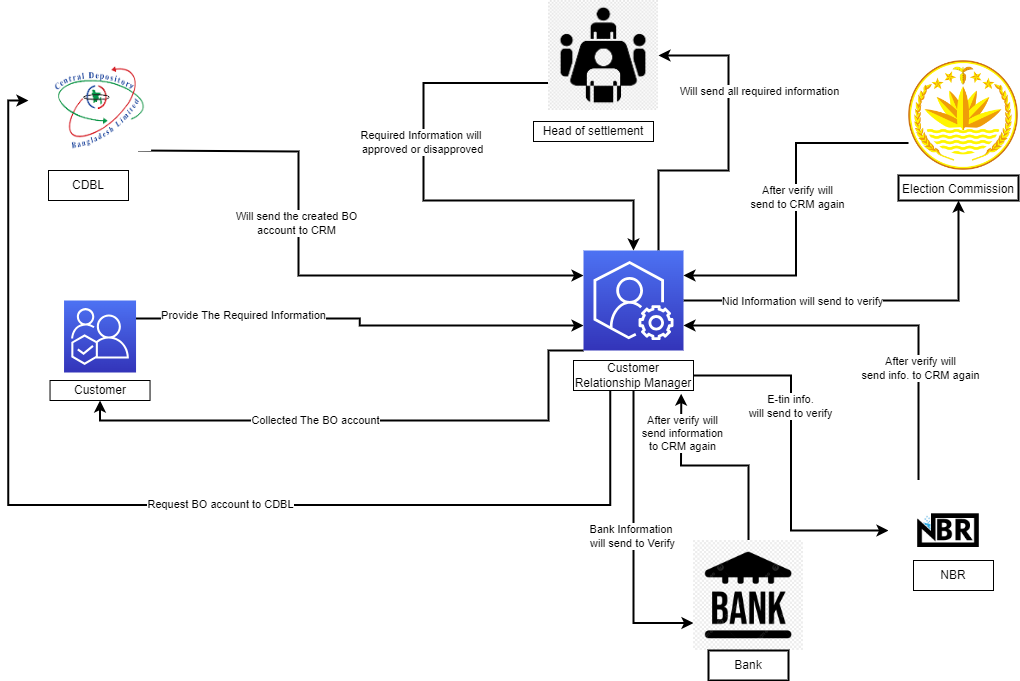 Central Depository
Bangladesh Limited
CDBL
Head of settlement
Will send all required information
Required Information will
approved or disapproved
Election Commission
After verify will
send to CRM again
Will send the created BO
account to CRM
Nid Information will send to verify
Provide The Required Information
Customer
Customer
Relationship Manager
After verify will
send info. to CRM again
E-tin info.
will send to verify
Collected The BO account
After verify will
send information
to CRM again
Request BO account to CDBL
Bank Information
will send to Verify
NBR
NBR
BANK
Bank